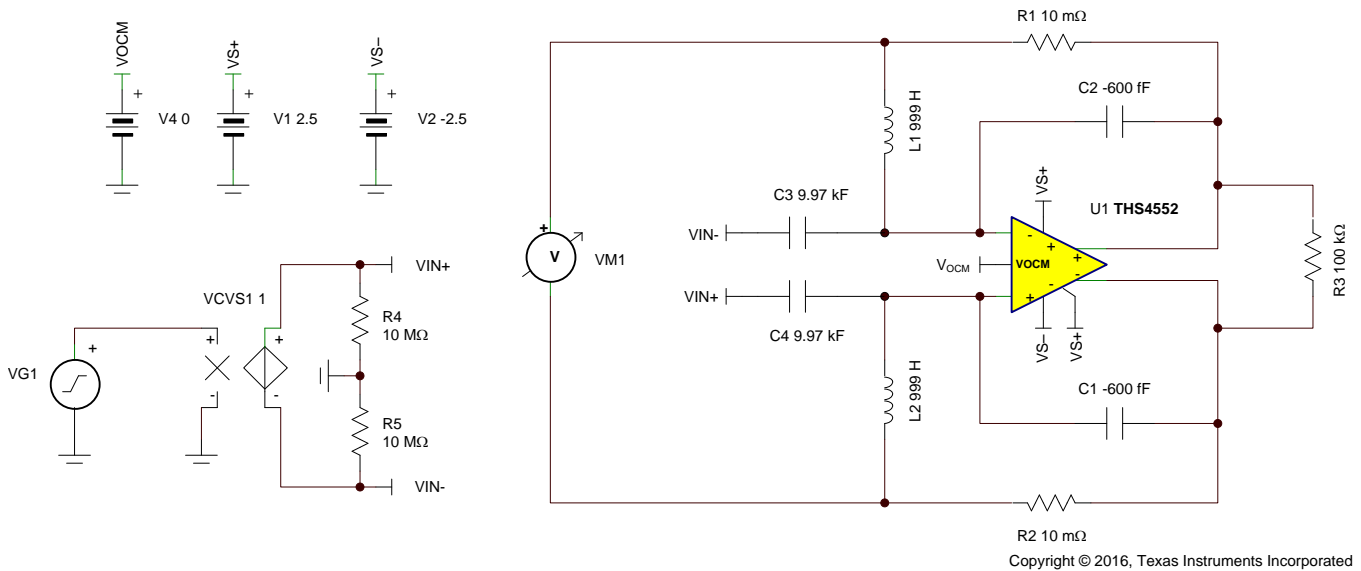 VOCM
VS+
VS–
+
+
+
V4 0
V1 2.5
V2 -2.5
R1 10 mΩ
C2 -600 fF
L1 999 H
C3 9.97 kF
VS+
U1 THS4552
VIN-
-
+
+
VOCM
VOCM
-
-
+
VIN+
C4 9.97 kF
VS–
VS+
R3 100 kΩ
+
V
VM1
VIN+
VCVS1 1
R4
10 MΩ
+
+
+
VG1
-
-
L2 999 H
C1 -600 fF
R5
10 MΩ
VIN-
R2 10 mΩ
Copyright © 2016, Texas Instruments Incorporated